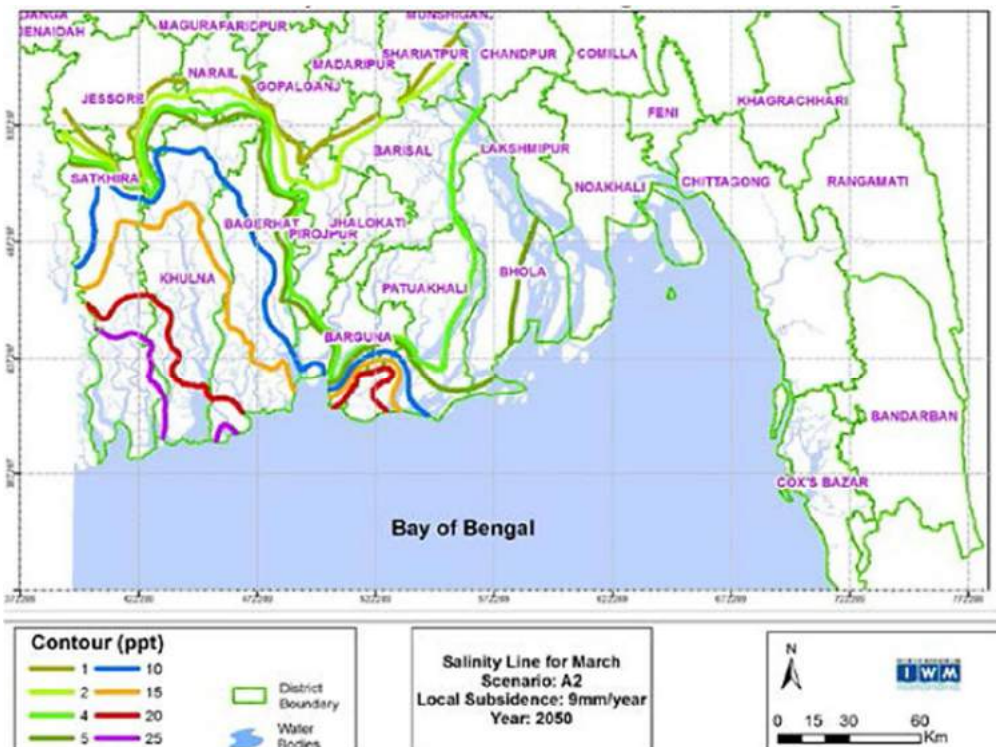 MUNSHIGANJ
DANGA
JENAIDAH
MAGURA FARIDPUR
SHARIATPUR
CHANDPUR
COMILLA
MADARIPUR
NARAIL
GOPALGANJ
JESSORE
KHAGRACHHARI
FENI
BARISAL
LAKSHMIPUR
SATKHIRA
NOAKHALI
CHITTAGONG
RANGAMATI
BAGERHAT
JHALOKATI
PIROJPUR
KHULNA
BHOLA
PATUAKHALI
BARGUNA
BANDARBAN
COX'S BAZAR
Bay of Bengal
Contour (ppt)
1 10
2 15
4 20
5 25
District
Boundary
Water
Bodies
Salinity Line for March
Scenario: A2
Local Subsidence: 9mm/year
Year: 2050
N
IWM
0 15 30 60
Km